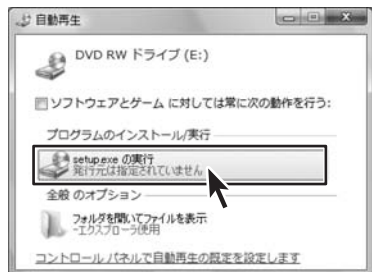 自動再生
DVD RW ドライブ (E:)
ソフトウェアとゲーム に対しては常に次の動作を行う:
プログラムのインストール/実行
setup.exe の実行
発行元は指定されていません
全般 のオプション
フォルダを開いてファイルを表示
-エクスプローラ使用
コントロール パネルで自動再生の既定を設定します